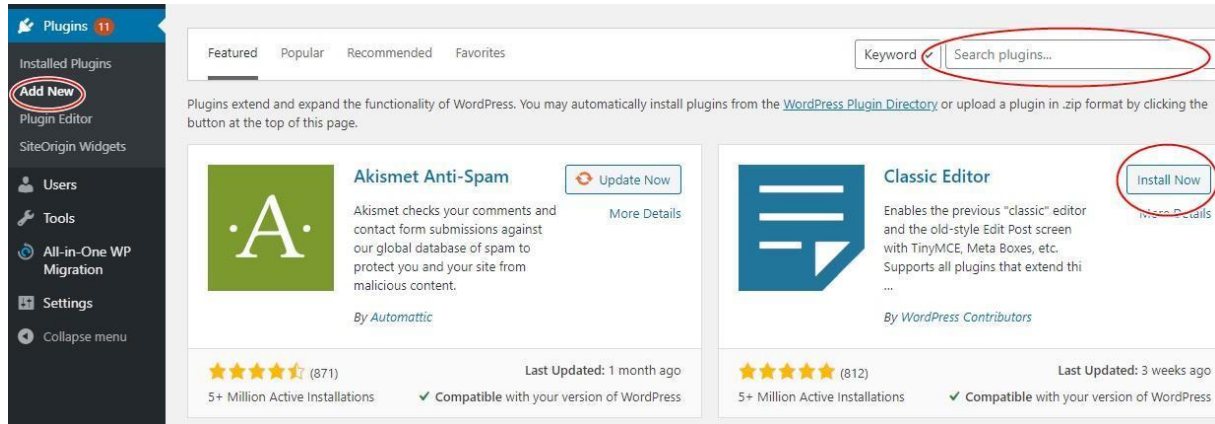 Plugins 11
Installed Plugins
Add New
Plugin Editor
SiteOrigin Widgets
Users
Tools
All-in-One WP
Migration
Settings
Collapse menu
Featured Popular Recommended Favorites
Keyword Search plugins...
Plugins extend and expand the functionality of WordPress. You may automatically install plugins from the WordPress Plugin Directory or upload a plugin in .zip format by clicking the
button at the top of this page.
·A·
Akismet Anti-Spam
Update Now
More Details
Akismet checks your comments and
contact form submissions against
our global database of spam to
protect you and your site from
malicious content.
By Automattic
(871)
Last Updated: 1 month ago
5+ Million Active Installations
✓ Compatible with your version of WordPress
Classic Editor
Install Now
More Details
Enables the previous "classic" editor
and the old-style Edit Post screen
with TinyMCE, Meta Boxes, etc.
Supports all plugins that extend thi
...
By WordPress Contributors
(812)
Last Updated: 3 weeks ago
5+ Million Active Installations
✓ Compatible with your version of WordPress